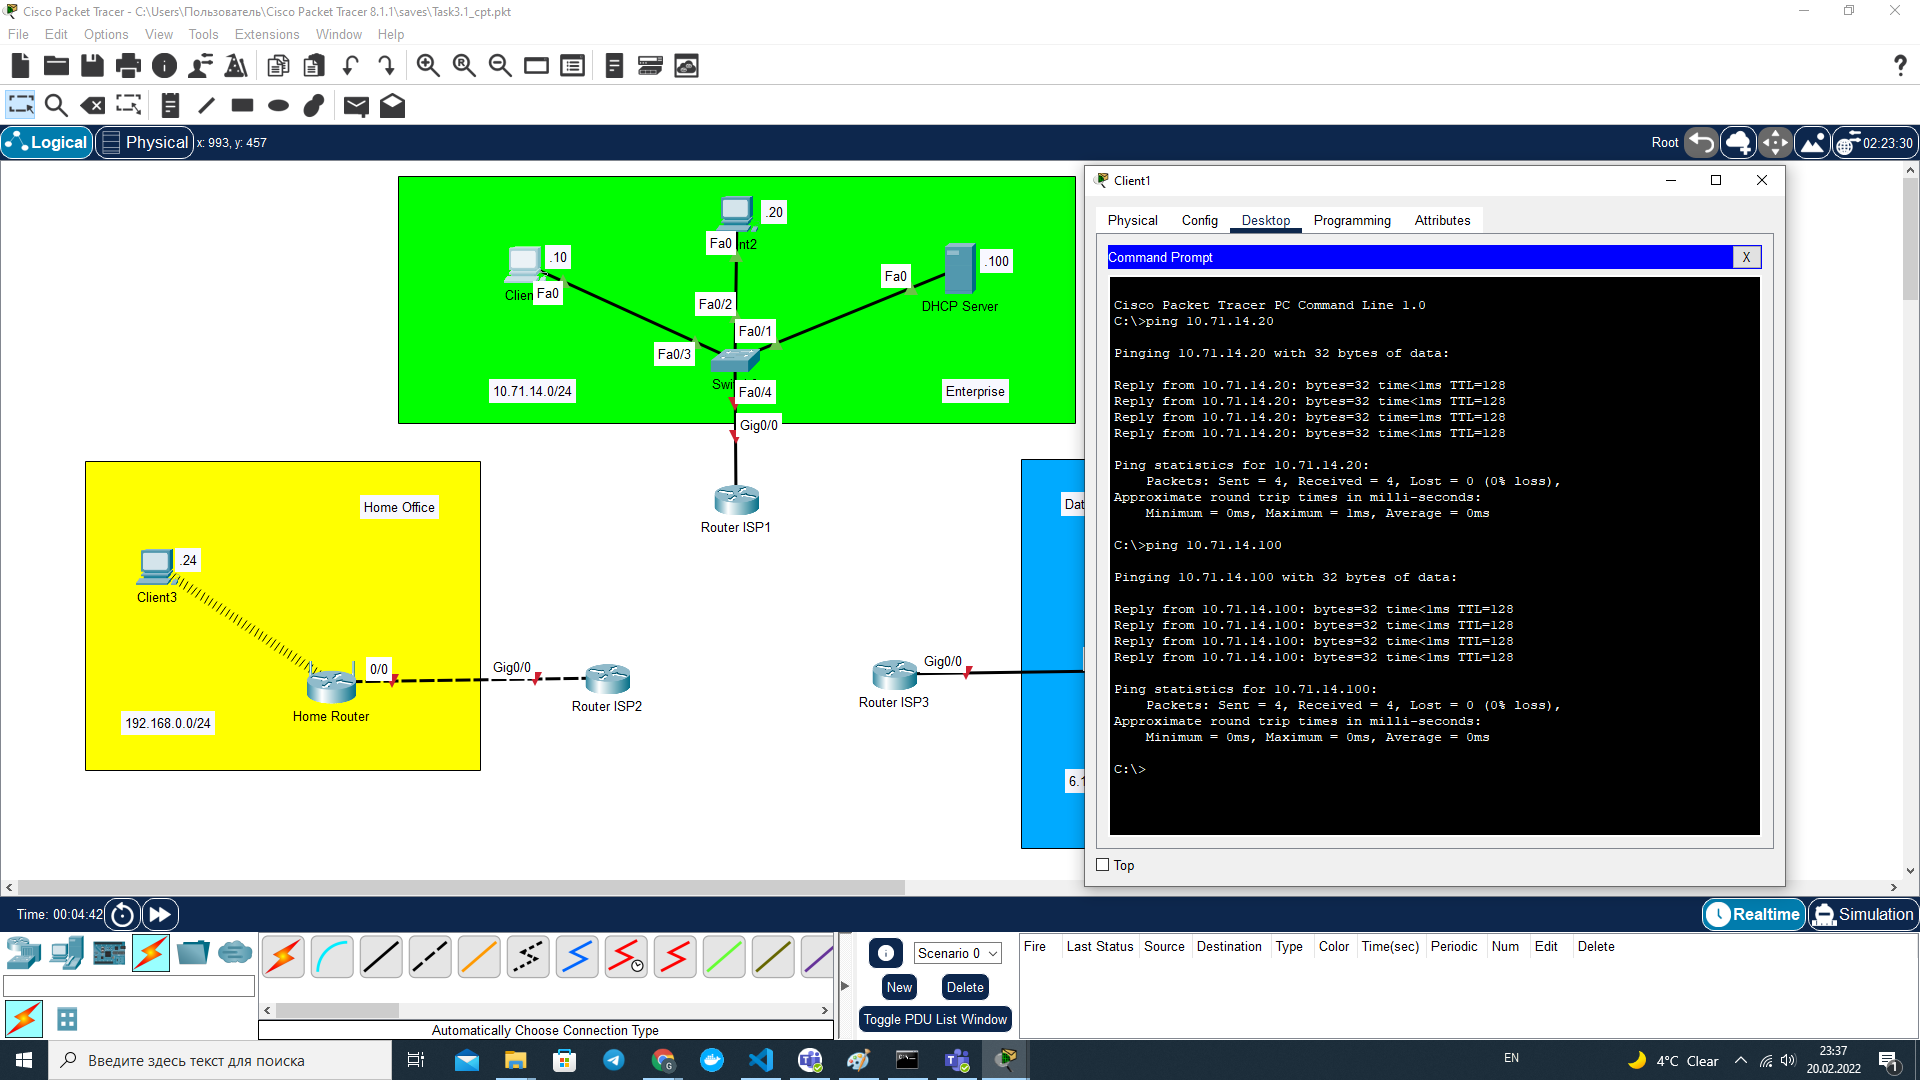 Cisco Packet Tracer - C:\Users\Пользователь\Cisco Packet Tracer 8.1.1\saves\Task3.1_cpt.pkt
File Edit Options View Tools Extensions Window Help
Logical Physical x: 993, y: 457
Root 02:23:30
.20
Fa0
nt2
.10
Clien
Fa0
.100
Fa0
DHCP Server
Fa0/2
Fa0/1
Fa0/3
Swi
Fa0/4
10.71.14.0/24
Enterprise
Gig0/0
Router ISP1
Home Office
.24
Client3
0/0
Gig0/0
Home Router
192.168.0.0/24
Router ISP2
Gig0/0
Router ISP3
Dat
6.1
Client1
Physical Config Desktop Programming Attributes
Command Prompt X
Cisco Packet Tracer PC Command Line 1.0
C:\>ping 10.71.14.20
Pinging 10.71.14.20 with 32 bytes of data:
Reply from 10.71.14.20: bytes=32 time<1ms TTL=128
Reply from 10.71.14.20: bytes=32 time<1ms TTL=128
Reply from 10.71.14.20: bytes=32 time=1ms TTL=128
Reply from 10.71.14.20: bytes=32 time<1ms TTL=128
Ping statistics for 10.71.14.20:
Packets: Sent = 4, Received = 4, Lost = 0 (0% loss),
Approximate round trip times in milli-seconds:
Minimum = 0ms, Maximum = 1ms, Average = 0ms
C:\>ping 10.71.14.100
Pinging 10.71.14.100 with 32 bytes of data:
Reply from 10.71.14.100: bytes=32 time<1ms TTL=128
Reply from 10.71.14.100: bytes=32 time<1ms TTL=128
Reply from 10.71.14.100: bytes=32 time<1ms TTL=128
Reply from 10.71.14.100: bytes=32 time<1ms TTL=128
Ping statistics for 10.71.14.100:
Packets: Sent = 4, Received = 4, Lost = 0 (0% loss),
Approximate round trip times in milli-seconds:
Minimum = 0ms, Maximum = 0ms, Average = 0ms
C:\>
Top
Time: 00:04:42
Realtime Simulation
Scenario 0
New Delete
Toggle PDU List Window
Fire Last Status Source Destination Type Color Time(sec) Periodic Num Edit Delete
Automatically Choose Connection Type
Введите здесь текст для поиска
EN
4°C Clear
23:37
20.02.2022
1